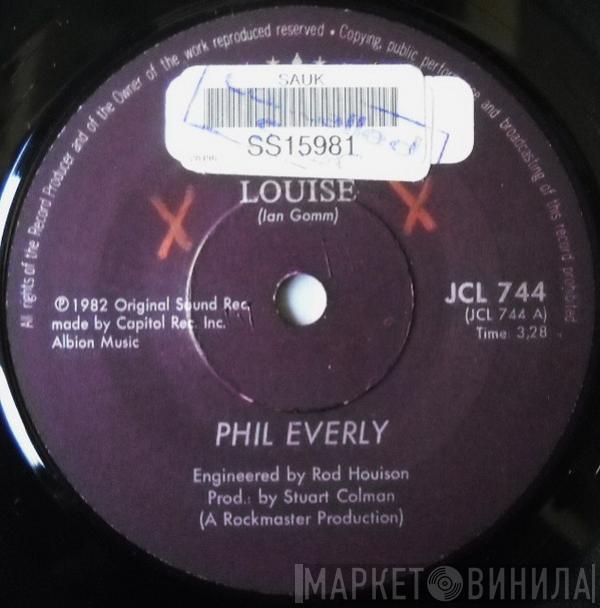 All rights of the Record Producer and of the Owner of the work reproduced reserved • Copying, public performance and broadcasting of this record prohibited
SAUK
SS15981
LOUISE
(Ian Gomm)
℗1982 Original Sound Rec.
made by Capitol Rec. Inc.
Albion Music
JCL 744
(JCL 744 A)
Time: 3,28
PHIL EVERLY
Engineered by Rod Houison
Prod.: by Stuart Colman
(A Rockmaster Production)
МАРКЕТ ВИНИЛА